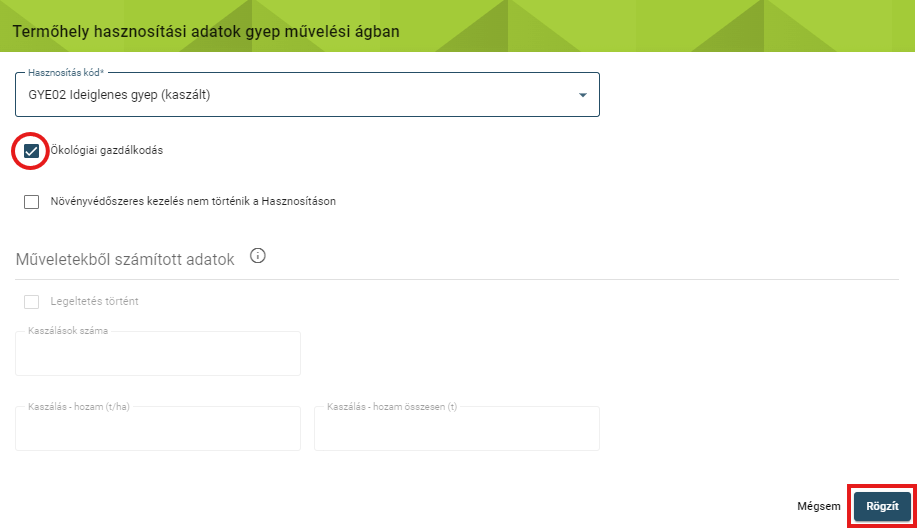 Termőhely hasznosítási adatok gyep művelési ágban
Hasznosítás kód*
GYE02 Ideiglenes gyep (kaszált)
Ökológiai gazdálkodás
Növényvédőszeres kezelés nem történik a Hasznosításon
Műveletekből számított adatok
Legeltetés történt
Kaszálások száma
Kaszálás - hozam (t/ha)
Kaszálás - hozam összesen (t)
Mégsem
Rögzít